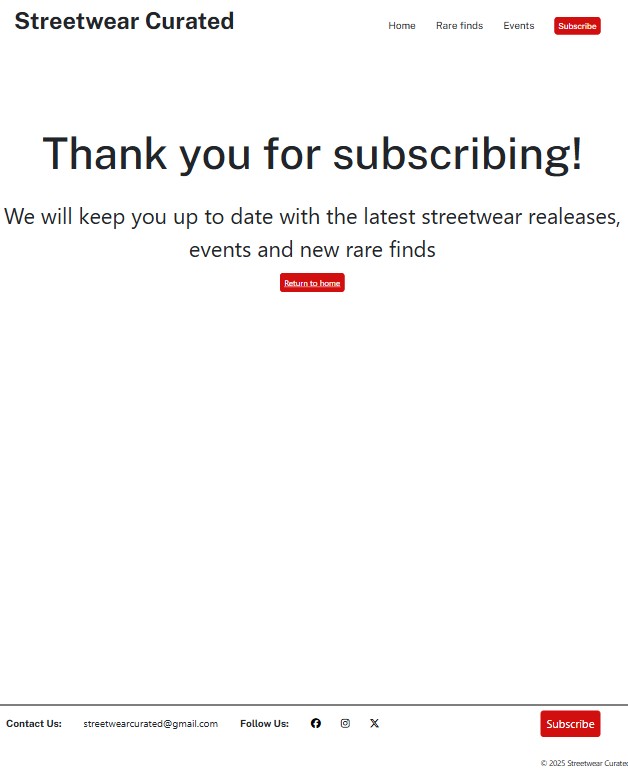 Streetwear Curated
Home Rare finds Events Subscribe
Thank you for subscribing!
We will keep you up to date with the latest streetwear realeases,
events and new rare finds
Return to home
Contact Us: streetwearcurated@gmail.com Follow Us: Subscribe
© 2025 Streetwear Curated